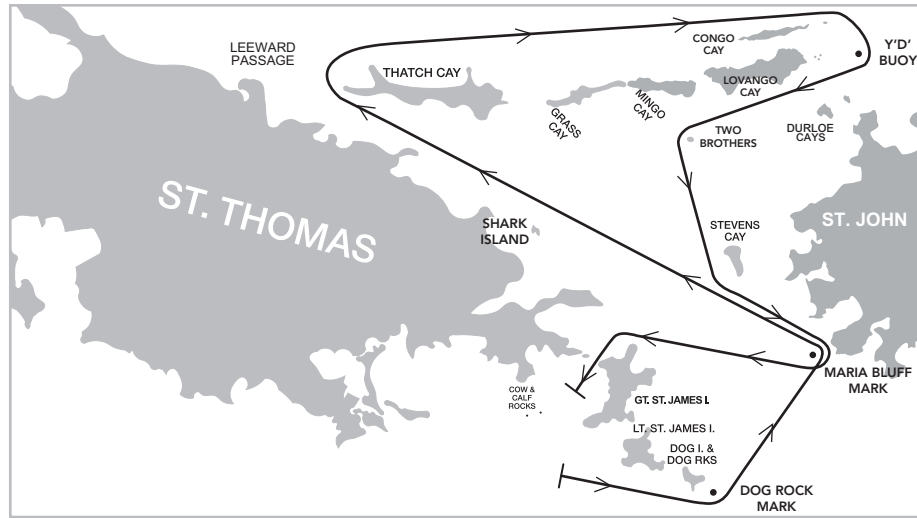 LEEWARD
PASSAGE
CONGO
CAY
Y'D'
BUOY
THATCH CAY
LOVANGO
CAY
MINGO
CAY
GRASS
CAY
TWO
BROTHERS
DURLOE
CAYS
ST. THOMAS
SHARK
ISLAND
STEVENS
CAY
ST. JOHN
MARIA BLUFF
MARK
COW &
CALF
ROCKS
GT. ST. JAMES I.
LT. ST. JAMES I.
DOG I. &
DOG RKS
DOG ROCK
MARK